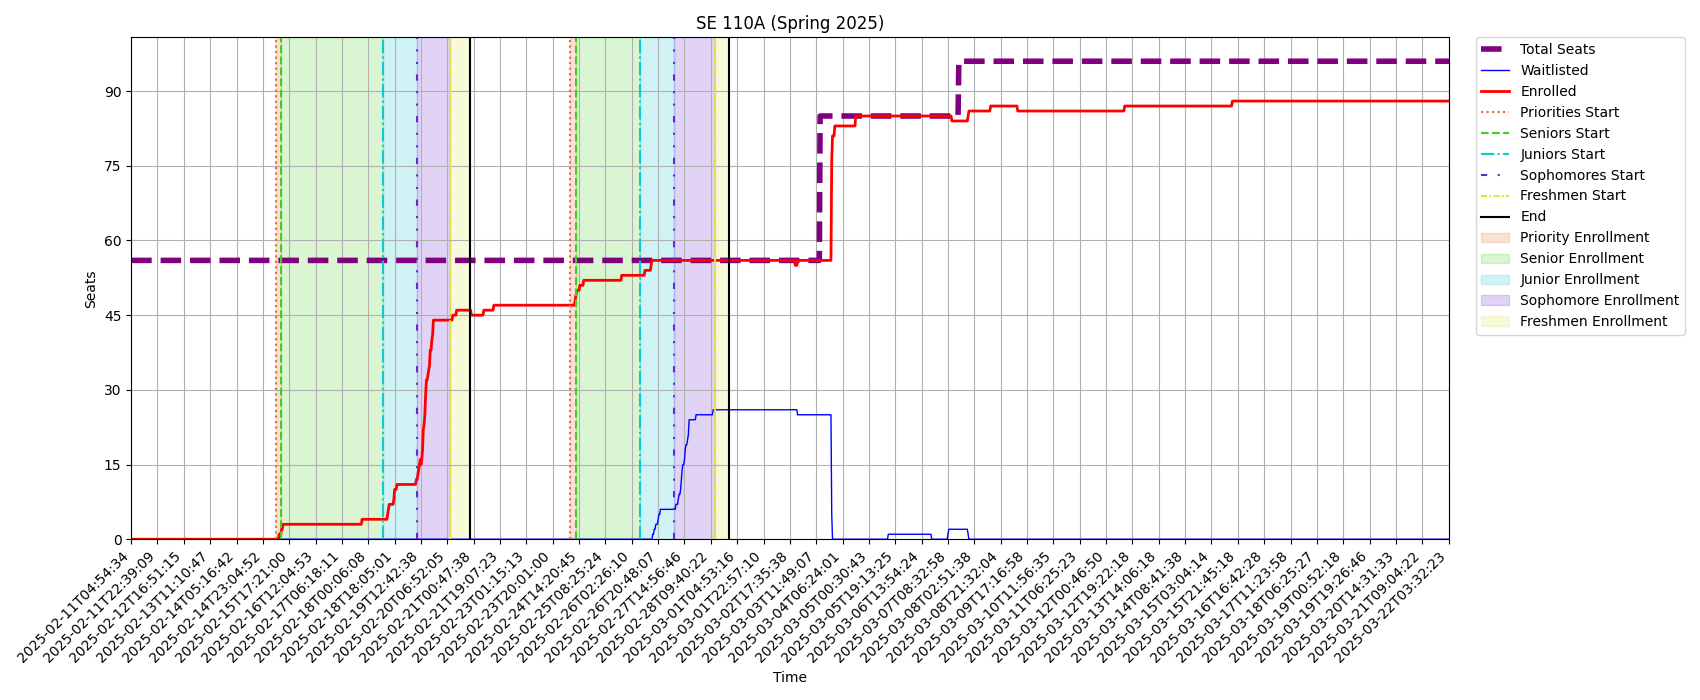 SE 110A (Spring 2025)
Seats
90
75
60
45
30
15
0
2025-02-11T04:54:34
2025-02-11T22:39:09
2025-02-12T16:51:15
2025-02-13T11:10:47
2025-02-14T05:16:42
2025-02-14T23:04:52
2025-02-15T17:21:00
2025-02-16T12:04:53
2025-02-17T06:18:11
2025-02-18T00:06:08
2025-02-18T18:05:01
2025-02-19T12:42:38
2025-02-20T06:52:05
2025-02-21T00:47:38
2025-02-22T19:07:23
2025-02-23T01:15:13
2025-02-23T20:01:00
2025-02-24T14:20:45
2025-02-25T08:25:24
2025-02-26T02:26:10
2025-02-26T20:48:07
2025-02-27T14:56:46
2025-02-28T09:40:22
2025-03-01T04:53:16
2025-03-01T22:57:10
2025-03-02T17:35:38
2025-03-03T11:49:07
2025-03-04T06:24:01
2025-03-05T00:30:43
2025-03-05T19:13:25
2025-03-06T13:54:24
2025-03-07T08:32:58
2025-03-08T02:51:38
2025-03-08T21:32:04
2025-03-09T17:16:58
2025-03-10T11:56:35
2025-03-11T06:25:23
2025-03-12T00:46:50
2025-03-12T19:22:18
2025-03-13T14:06:18
2025-03-14T08:41:38
2025-03-15T03:04:14
2025-03-15T21:45:18
2025-03-16T16:42:28
2025-03-17T11:23:58
2025-03-18T06:25:27
2025-03-19T00:52:18
2025-03-19T19:26:46
2025-03-20T14:31:33
2025-03-21T09:04:22
2025-03-22T03:32:23
Time
Total Seats
Waitlisted
Enrolled
Priorities Start
Seniors Start
Juniors Start
Sophomores Start
Freshmen Start
End
Priority Enrollment
Senior Enrollment
Junior Enrollment
Sophomore Enrollment
Freshmen Enrollment